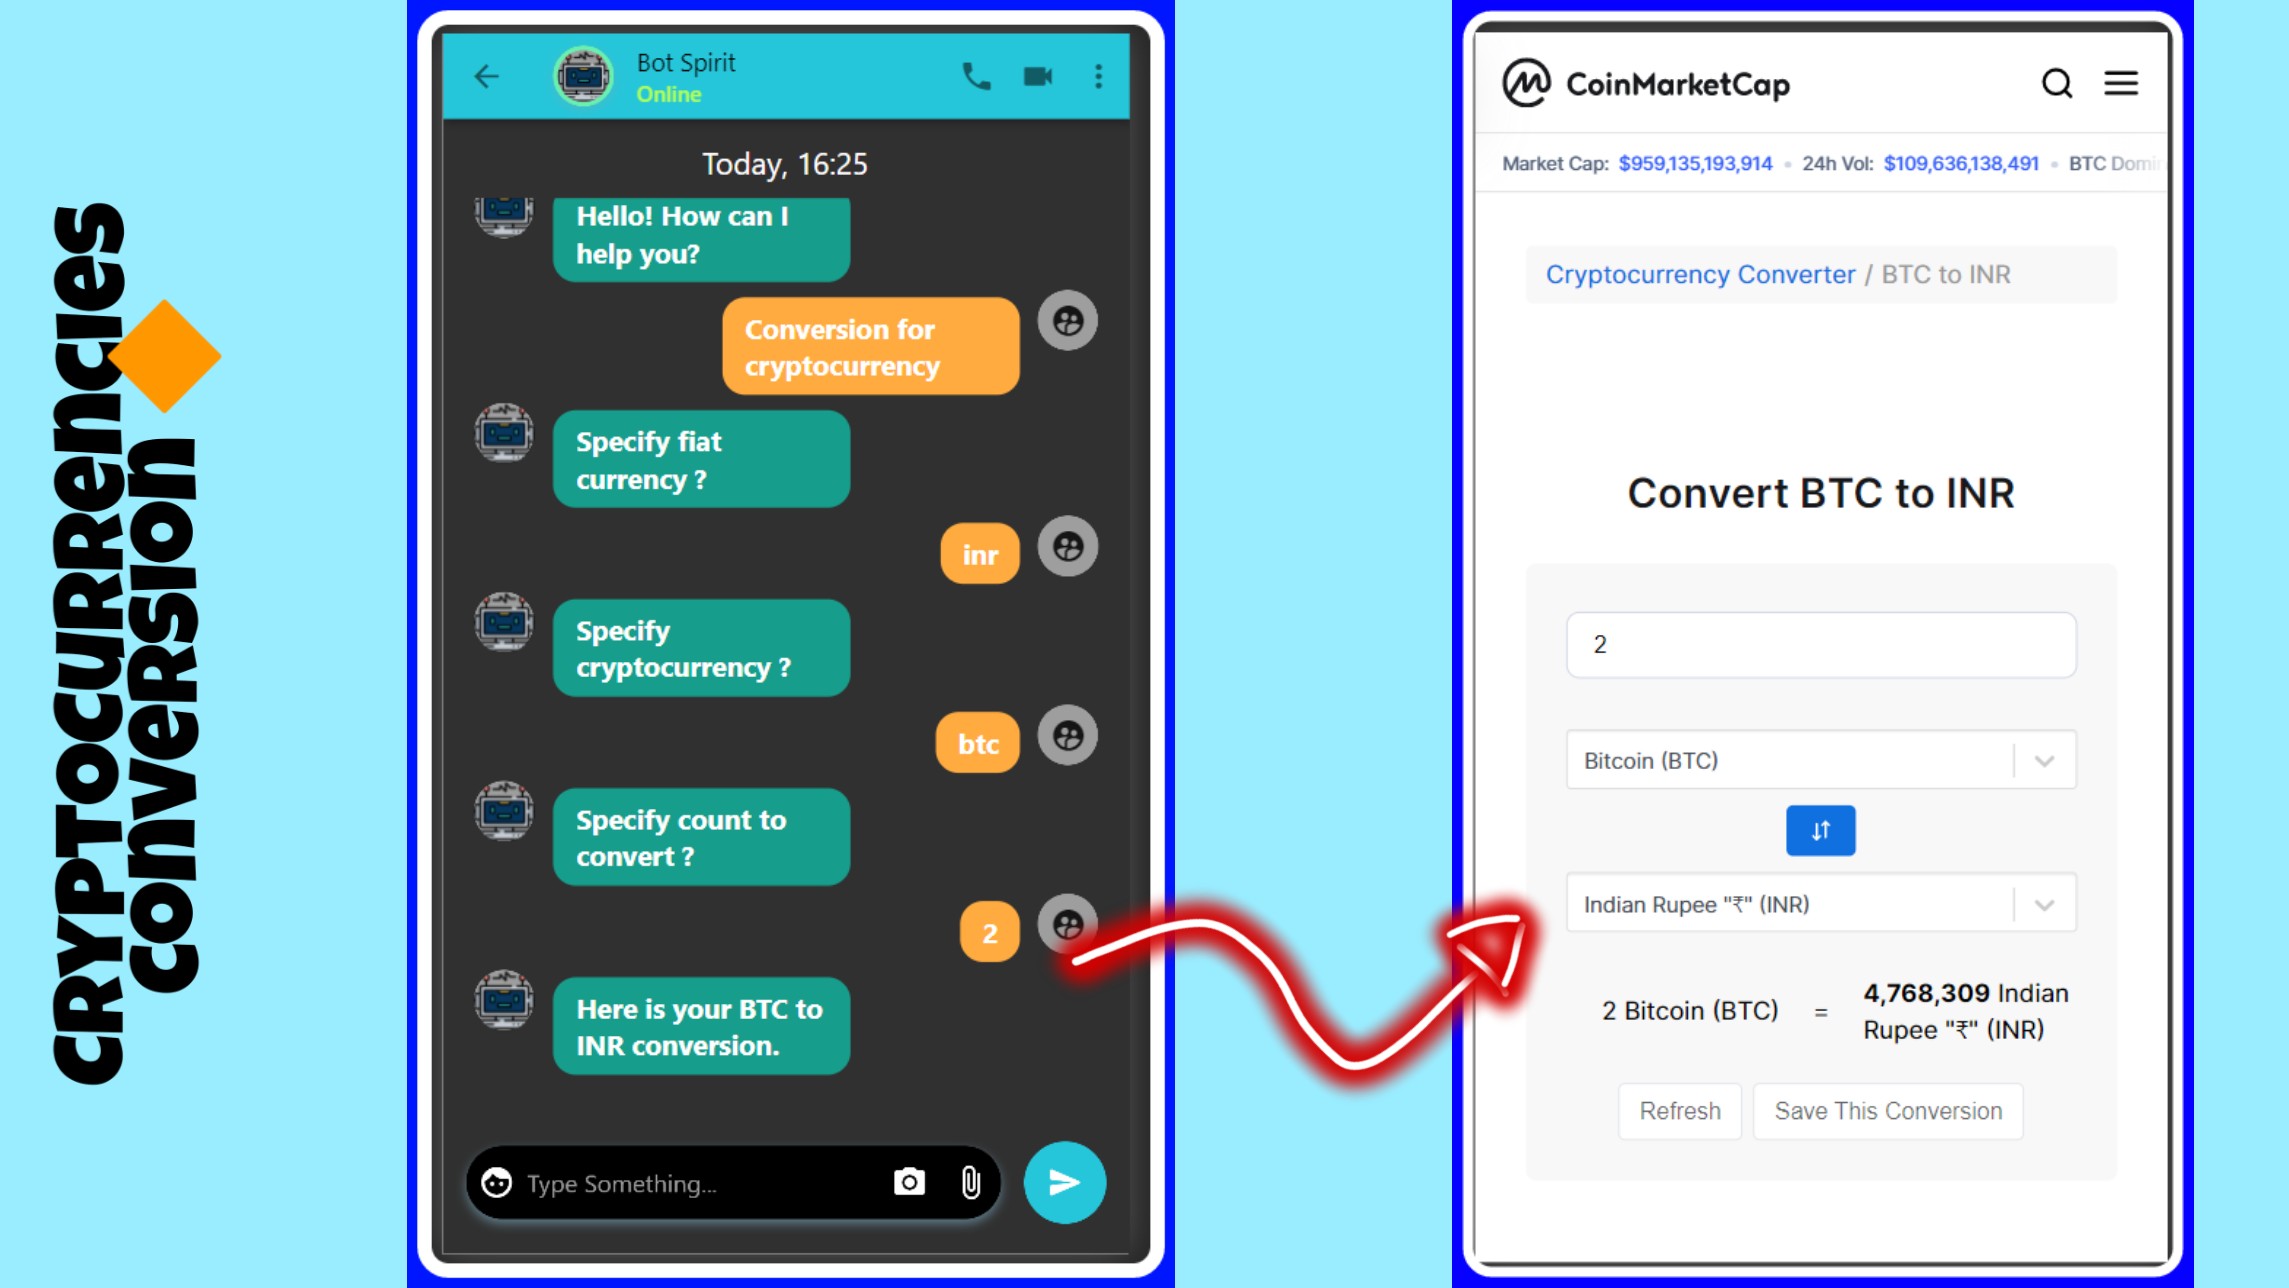 CRYPTOCURRENCIES
CONVERSION
Bot Spirit
Online
Today, 16:25
Hello! How can I
help you?
Conversion for
cryptocurrency
Specify fiat
currency ?
inr
Specify
cryptocurrency ?
btc
Specify count to
convert ?
2
Here is your BTC to
INR conversion.
Type Something...
CoinMarketCap
Market Cap: $959,135,193,914 • 24h Vol: $109,636,138,491 • BTC Domi
Cryptocurrency Converter / BTC to INR
Convert BTC to INR
2
Bitcoin (BTC)
Indian Rupee "₹" (INR)
2 Bitcoin (BTC) = 4,768,309 Indian
Rupee "₹" (INR)
Refresh Save This Conversion